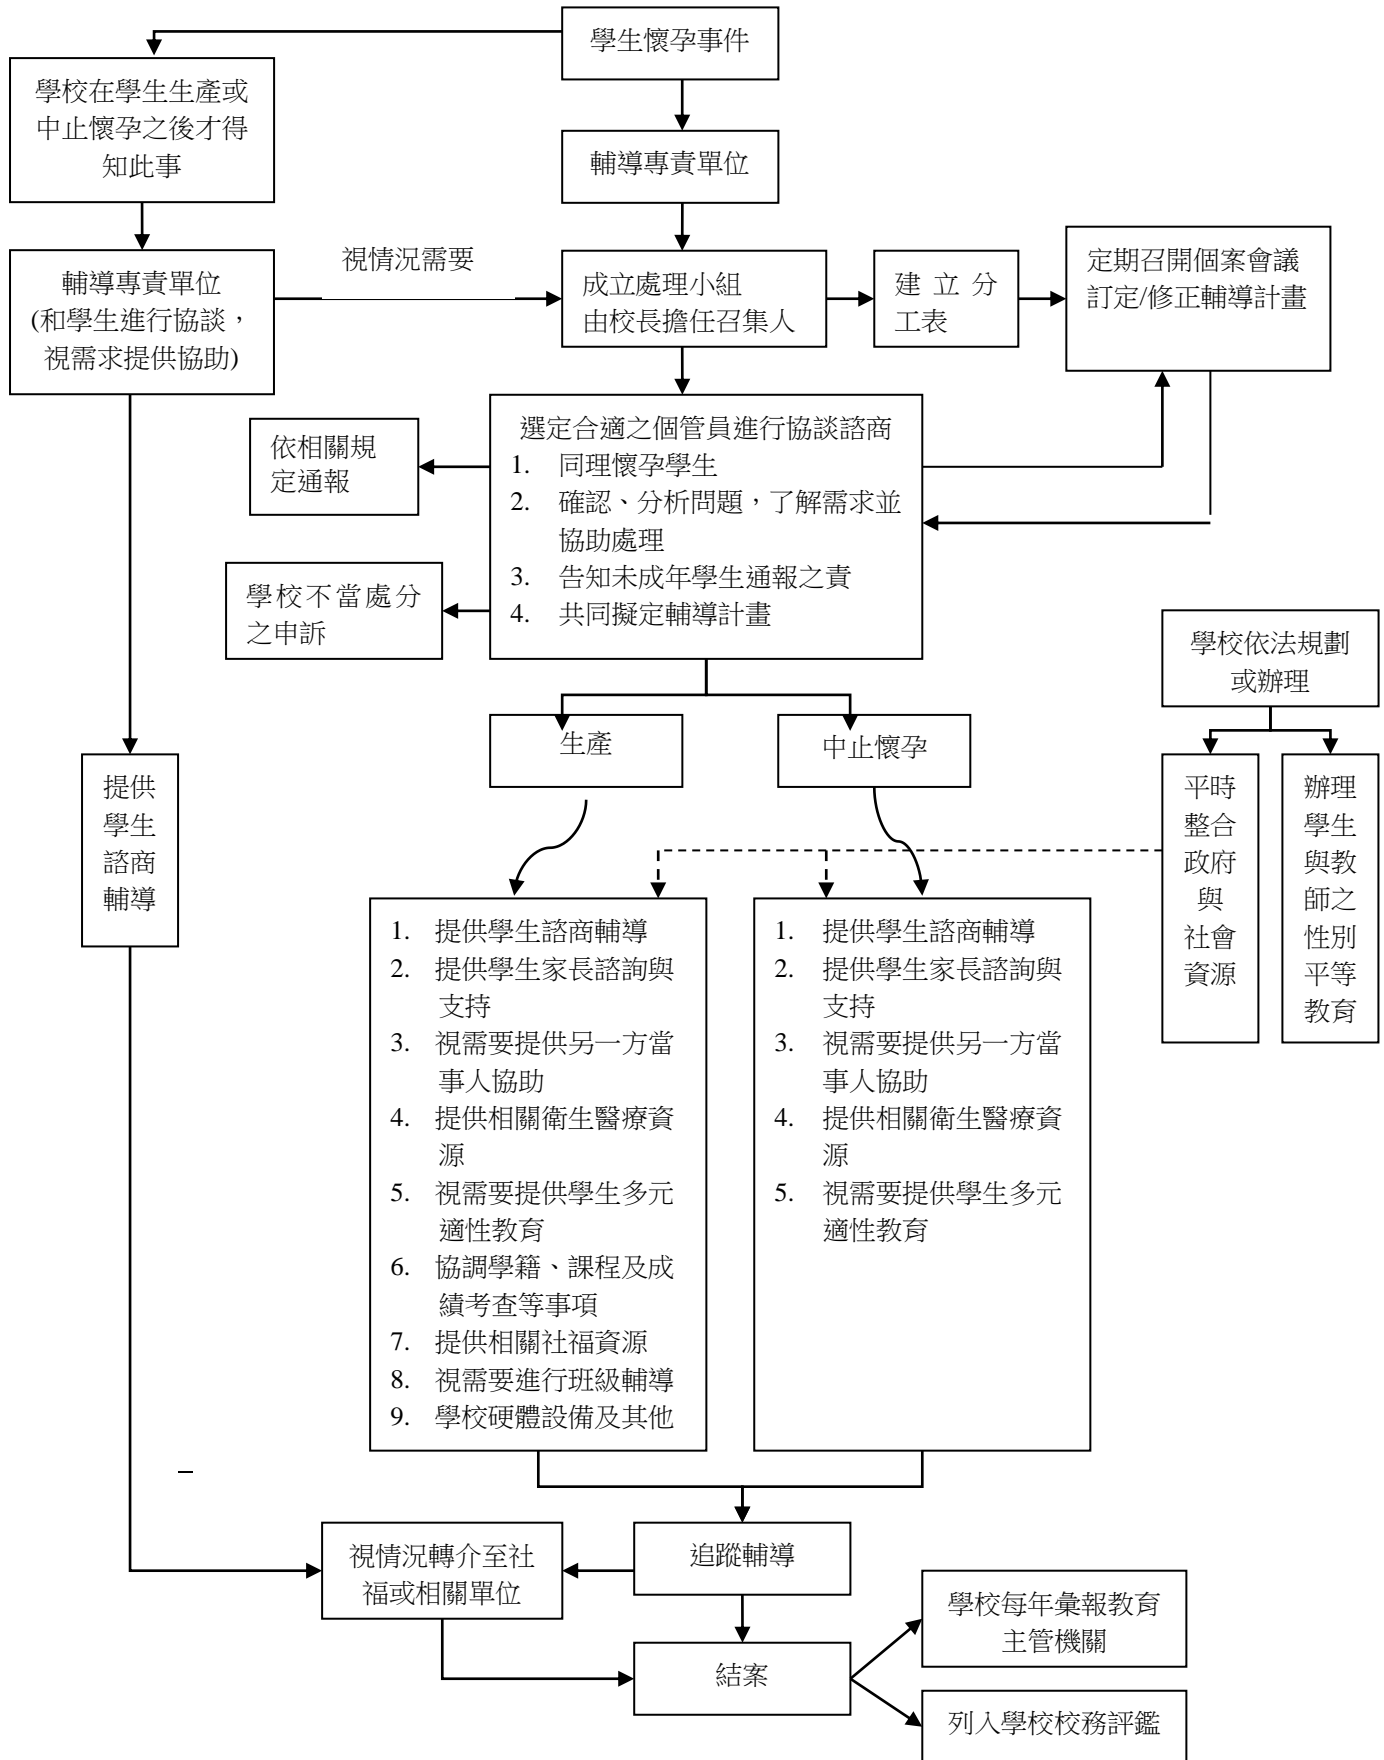 學生懷孕事件
學校在學生生產或
中止懷孕之後才得
知此事
輔導專責單位
輔導專責單位
(和學生進行協談，
視需求提供協助)
視情況需要
成立處理小組
由校長擔任召集人
建立分
工表
定期召開個案會議
訂定/修正輔導計畫
選定合適之個管員進行協談諮商
1. 同理懷孕學生
2. 確認、分析問題，了解需求並
協助處理
3. 告知未成年學生通報之責
4. 共同擬定輔導計畫
依相關規
定通報
學校不當處分
之申訴
學校依法規劃
或辦理
生產
中止懷孕
提供
學生
諮商
輔導
平時
整合
政府
與
社會
資源
辦理
學生
與教
師之
性別
平等
教育
1. 提供學生諮商輔導
2. 提供學生家長諮詢與
支持
3. 視需要提供另一方當
事人協助
4. 提供相關衛生醫療資
源
5. 視需要提供學生多元
適性教育
6. 協調學籍、課程及成
績考查等事項
7. 提供相關社福資源
8. 視需要進行班級輔導
9. 學校硬體設備及其他
1. 提供學生諮商輔導
2. 提供學生家長諮詢與
支持
3. 視需要提供另一方當
事人協助
4. 提供相關衛生醫療資
源
5. 視需要提供學生多元
適性教育
視情況轉介至社
福或相關單位
追蹤輔導
結案
學校每年彙報教育
主管機關
列入學校校務評鑑